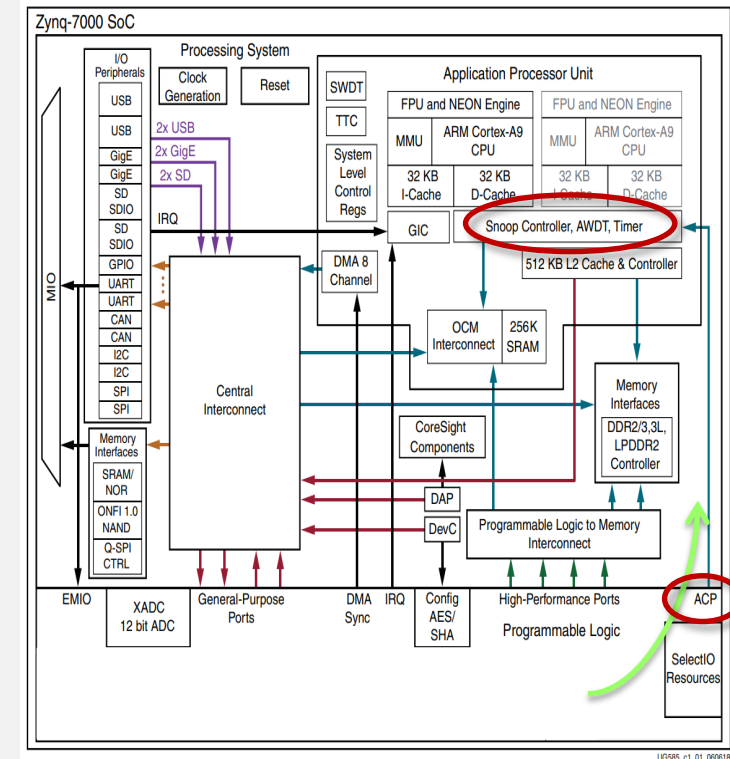 Zynq-7000 SoC
Processing System
I/O
Peripherals
USB
USB
GigE
GigE
SD
SDIO
SD
SDIO
GPIO
UART
UART
CAN
CAN
I2C
I2C
SPI
SPI
MIO
Memory
Interfaces
SRAM/
NOR
ONFI 1.0
NAND
Q-SPI
CTRL
Clock
Generation
Reset
2x USB
2x GigE
2x SD
IRQ
Central
Interconnect
SWDT
TTC
System
Level
Control
Regs
Application Processor Unit
FPU and NEON Engine
MMU
ARM Cortex-A9
CPU
32 KB
I-Cache
32 KB
D-Cache
FPU and NEON Engine
MMU
ARM Cortex-A9
CPU
32 KB
I-Cache
32 KB
D-Cache
GIC
Snoop Controller, AWDT, Timer
DMA 8
Channel
512 KB L2 Cache & Controller
OCM
Interconnect
256K
SRAM
Memory
Interfaces
DDR2/3,3L,
LPDDR2
Controller
CoreSight
Components
DAP
DevC
Programmable Logic to Memory
Interconnect
EMIO
XADC
12 bit ADC
General-Purpose
Ports
DMA
Sync
IRQ
Config
AES/
SHA
High-Performance Ports
ACP
Programmable Logic
SelectIO
Resources
UG585_c1_01_060618